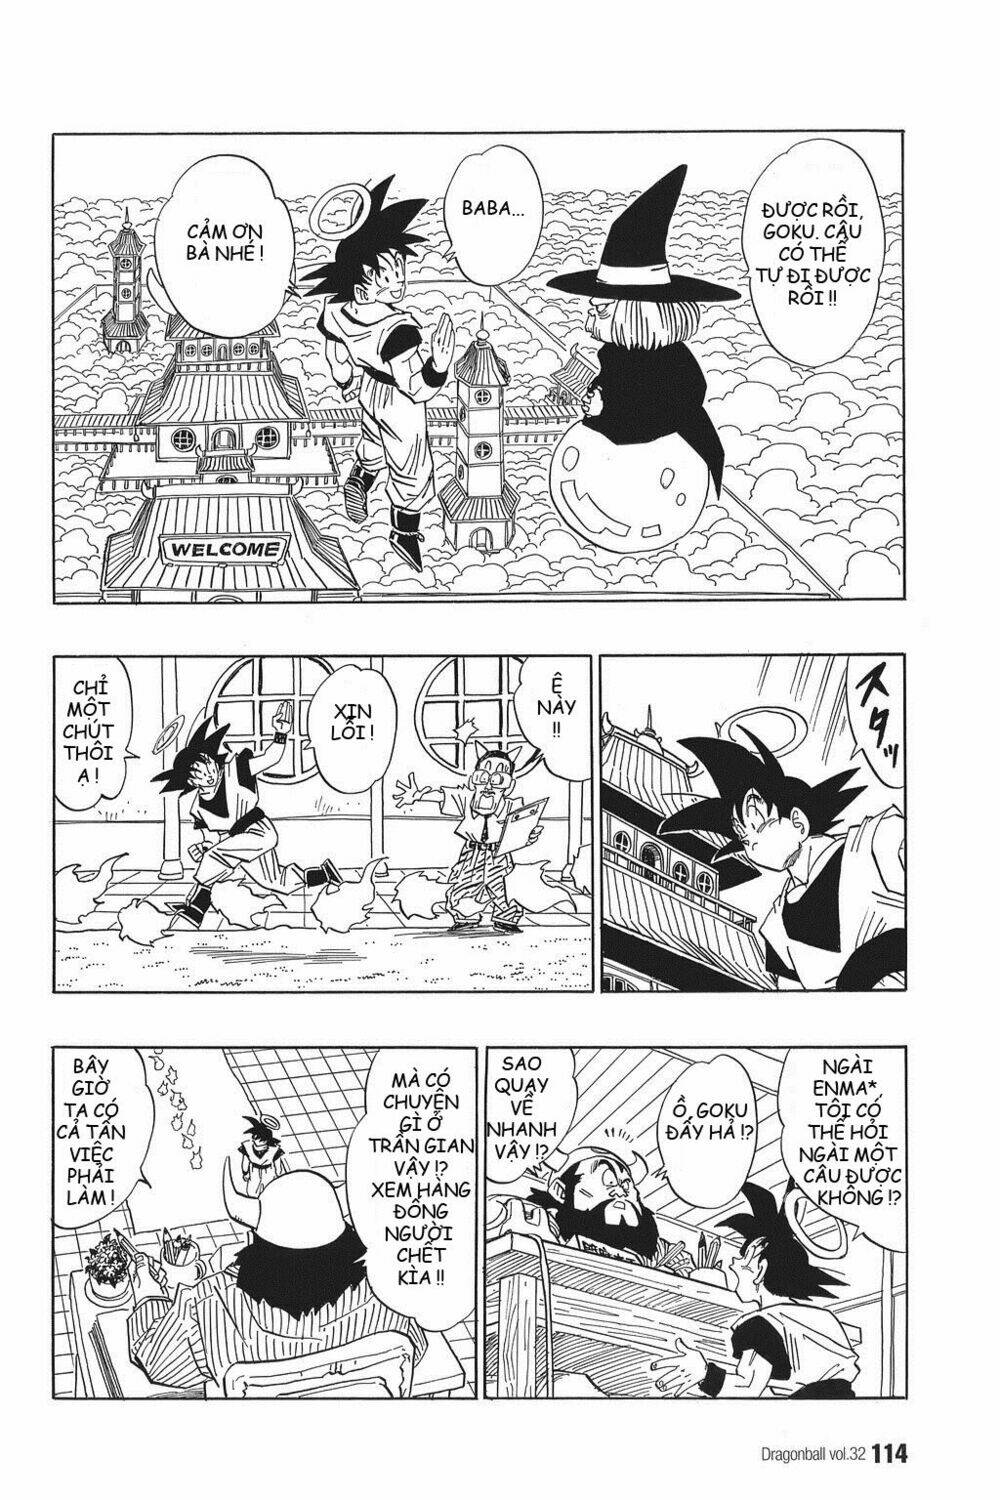 ĐƯỢC RỒI,
GOKU. CẬU
CÓ THỂ
TỰ ĐI ĐƯỢC
RỒI !!
BABA...
CẢM ƠN
BÀ NHÉ !
WELCOME
スタッ
Ê
NÀY
!!
XIN
LỖI !
CHỈ
MỘT
CHÚT
THÔI
Ạ !
NGÀI
ENMA*
TÔI CÓ
THỂ HỎI
NGÀI MỘT
CÂU ĐƯỢC
KHÔNG !?
Ồ, GOKU
ĐẤY HẢ !?
SAO
QUAY
VỀ
NHANH
VẬY !?
MÀ CÓ
CHUYỆN
GÌ Ở
TRẦN GIAN
VẬY !?
XEM HÀNG
ĐỐNG
NGƯỜI
CHẾT
KÌA !!
BÂY
GIỜ
TA CÓ
CẢ TẤN
VIỆC
PHẢI
LÀM !
Dragonball vol.32 114